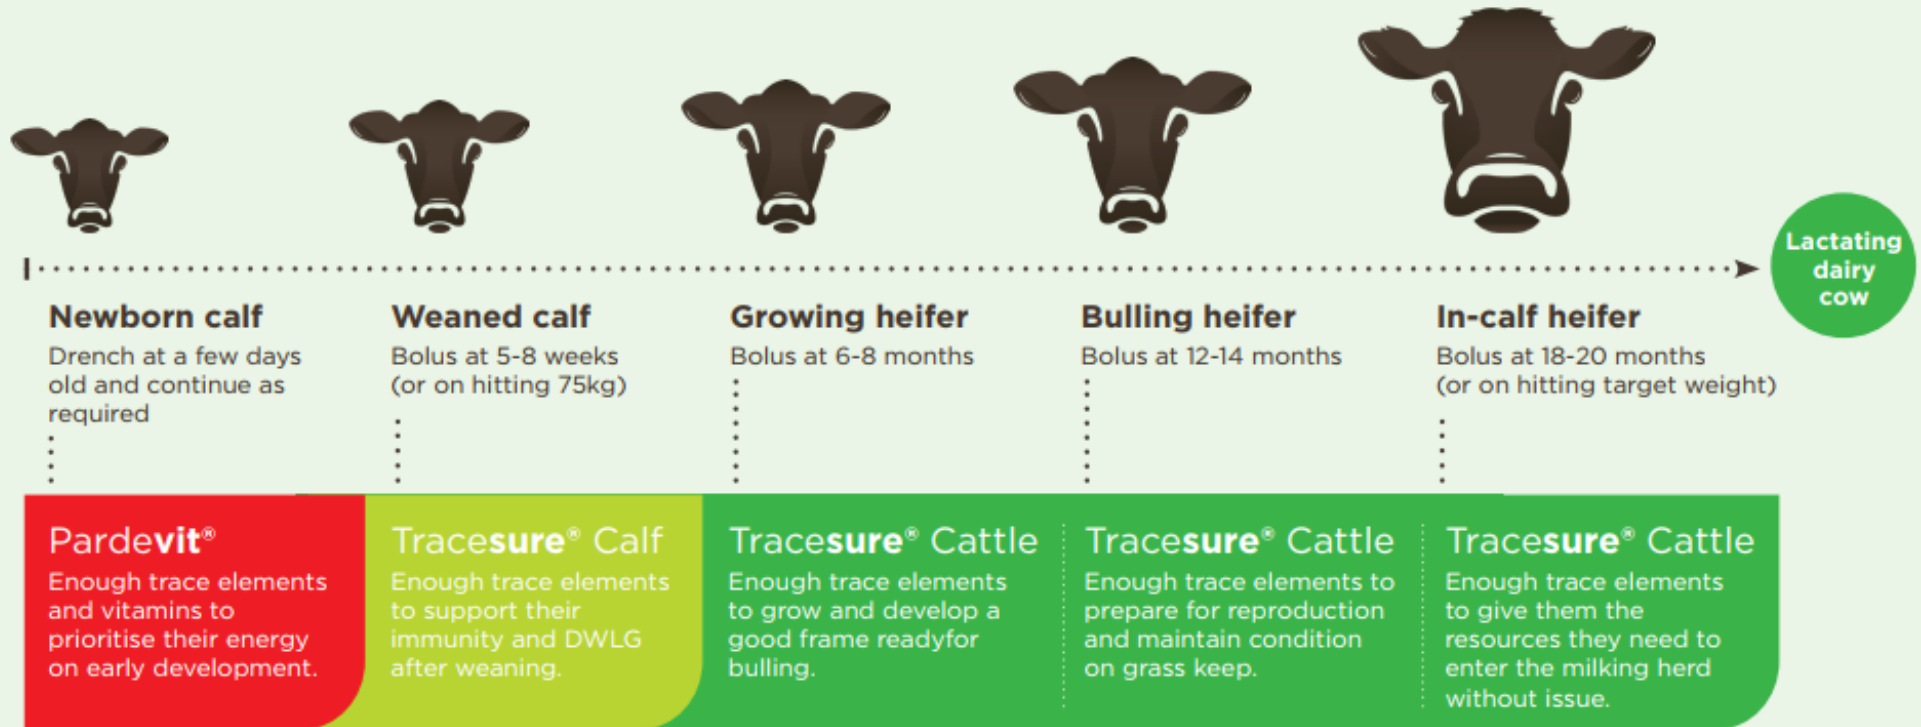 Lactating
dairy
cow
Newborn calf
Drench at a few days
old and continue as
required
Weaned calf
Bolus at 5-8 weeks
(or on hitting 75kg)
Growing heifer
Bolus at 6-8 months
Bulling heifer
Bolus at 12-14 months
In-calf heifer
Bolus at 18-20 months
(or on hitting target weight)
Pardevit®
Enough trace elements
and vitamins to
prioritise their energy
on early development.
Tracesure® Calf
Enough trace elements
to support their
immunity and DWLG
after weaning.
Tracesure® Cattle
Enough trace elements
to grow and develop a
good frame readyfor
bulling.
Tracesure® Cattle
Enough trace elements to
prepare for reproduction
and maintain condition
on grass keep.
Tracesure® Cattle
Enough trace elements
to give them the
resources they need to
enter the milking herd
without issue.